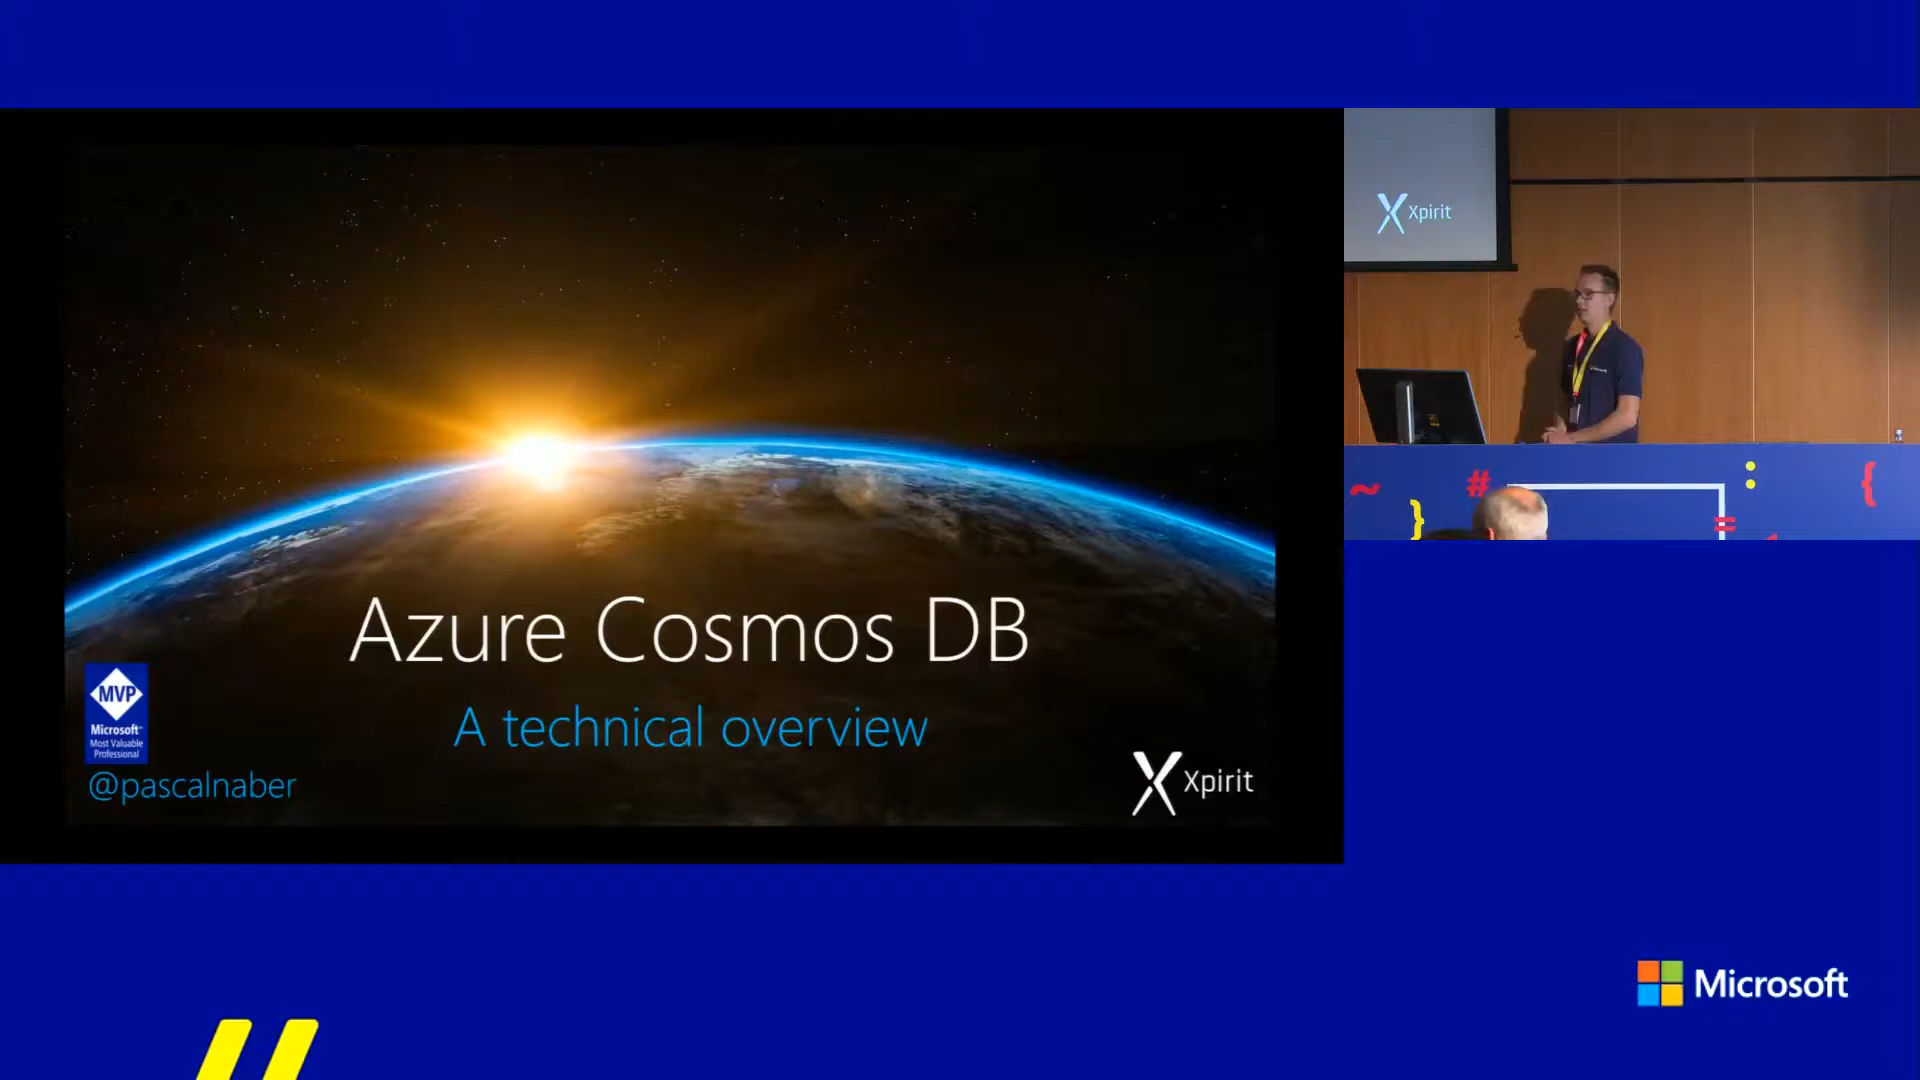 Azure Cosmos DB
A technical overview
MVP
Microsoft
Most Valuable
Professional
@pascalnaber
Xpirit
Xpirit
~ # : {
} =
Microsoft